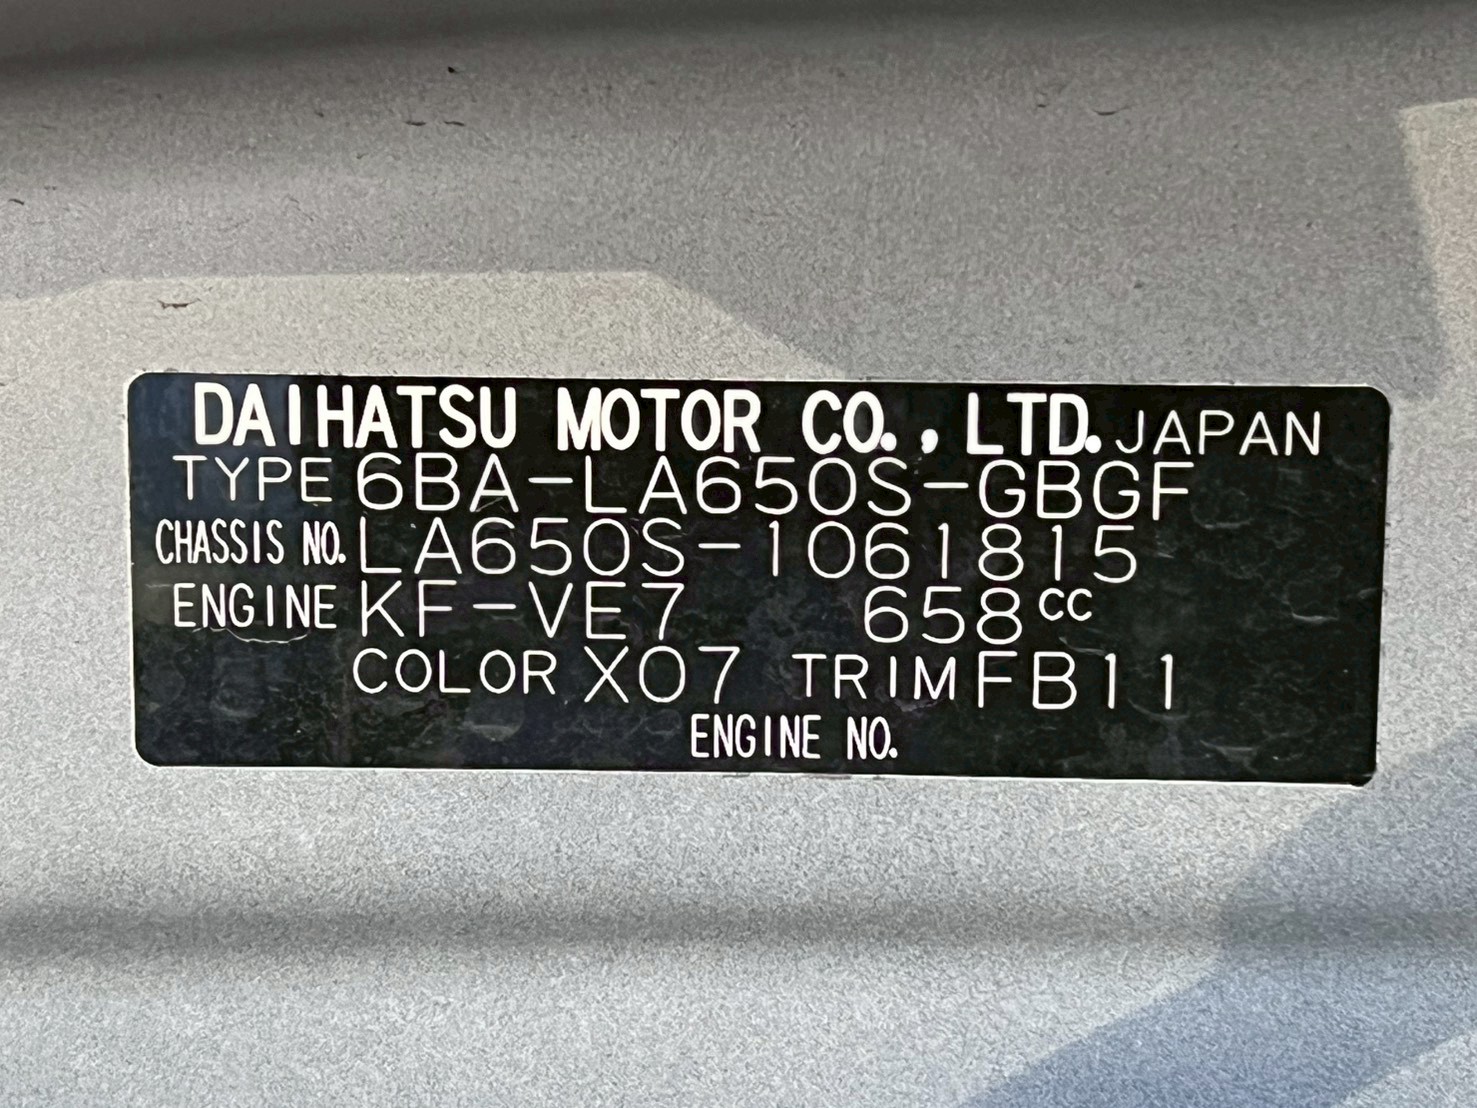 DAIHATSU MOTOR CO., LTD. JAPAN
TYPE 6BA-LA650S-GBGF
CHASSIS NO. LA650S-1061815
ENGINE KF-VE7 658cc
COLOR X07 TRIM FB11
ENGINE NO.